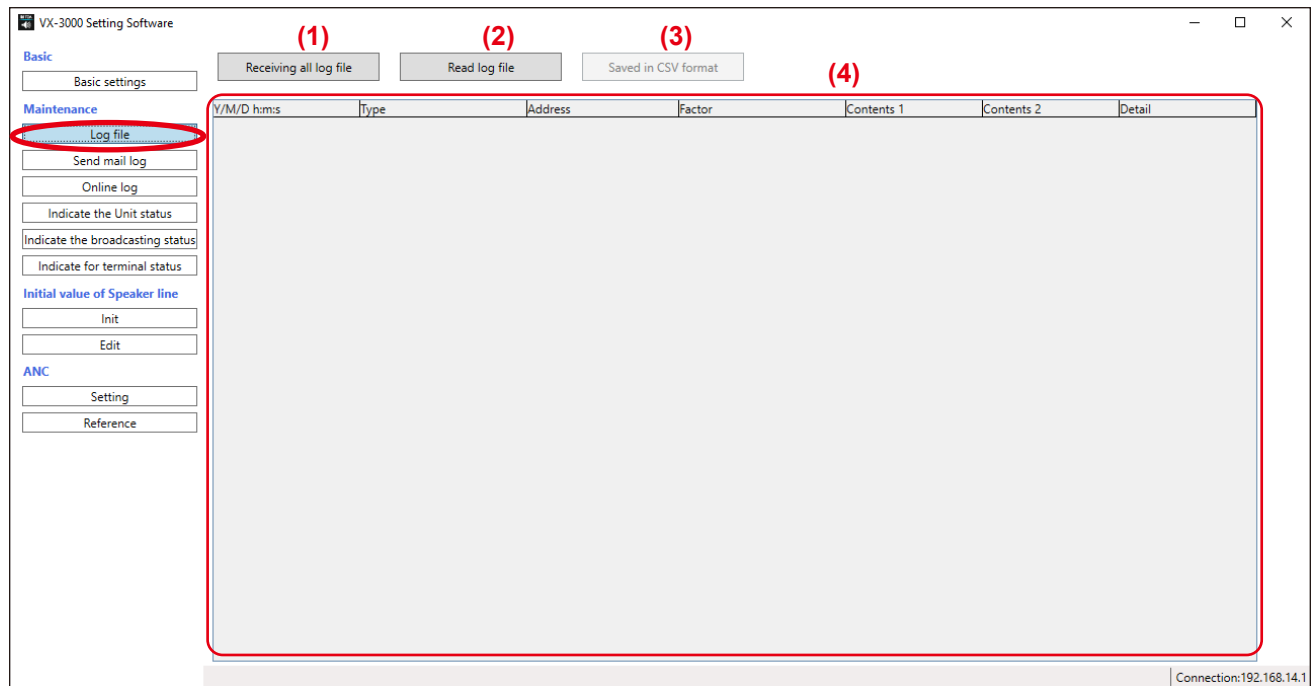 VX-3000 Setting Software
(1) (2) (3)
Basic
Receiving all log file Read log file Saved in CSV format
(4)
Basic settings
Maintenance
Y/M/D h:m:s Type Address Factor Contents 1 Contents 2 Detail
Log file
Send mail log
Online log
Indicate the Unit status
Indicate the broadcasting status
Indicate for terminal status
Initial value of Speaker line
Init
Edit
ANC
Setting
Reference
Connection:192.168.14.1